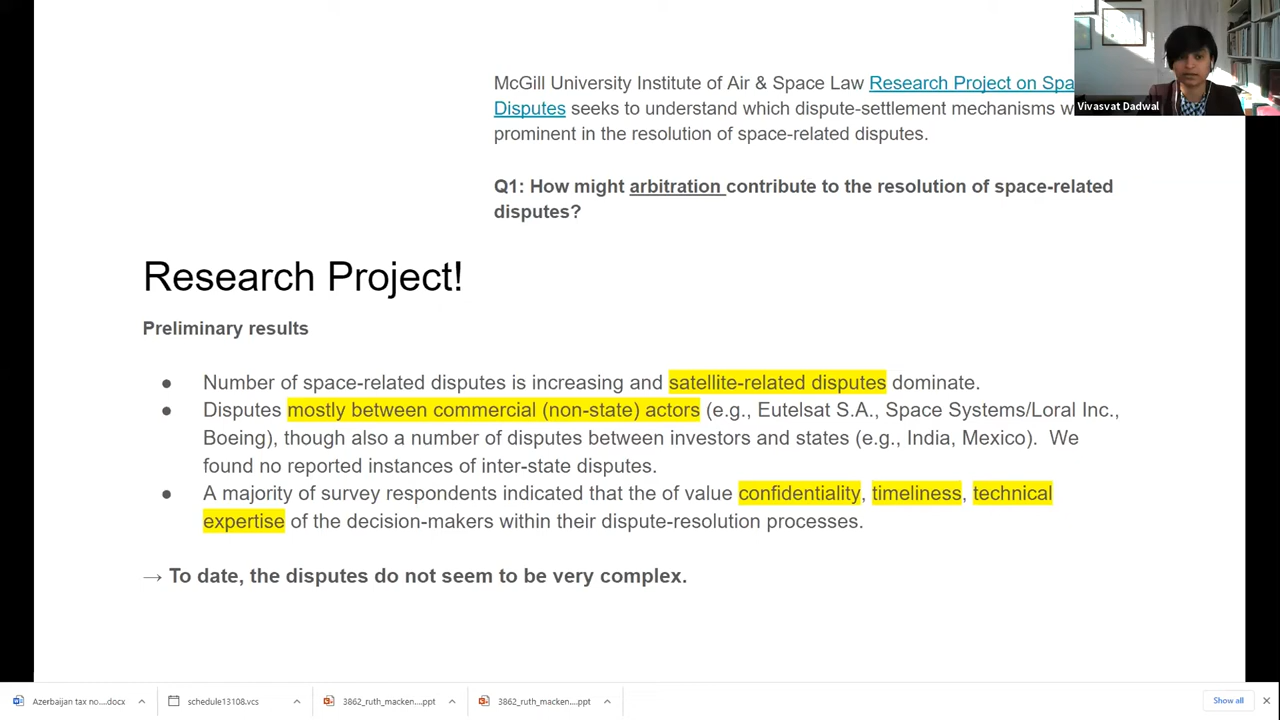 McGill University Institute of Air & Space Law Research Project on Spa
Disputes seeks to understand which dispute-settlement mechanisms w
prominent in the resolution of space-related disputes.
Vivasvat Dadwal
Q1: How might arbitration contribute to the resolution of space-related
disputes?
Research Project!
Preliminary results
● Number of space-related disputes is increasing and satellite-related disputes dominate.
● Disputes mostly between commercial (non-state) actors (e.g., Eutelsat S.A., Space Systems/Loral Inc.,
Boeing), though also a number of disputes between investors and states (e.g., India, Mexico). We
found no reported instances of inter-state disputes.
● A majority of survey respondents indicated that the of value confidentiality, timeliness, technical
expertise of the decision-makers within their dispute-resolution processes.
→ To date, the disputes do not seem to be very complex.
Azerbaijan tax no....docx schedule13108.vcs 3862_ruth_macken....ppt 3862_ruth_macken....ppt Show all